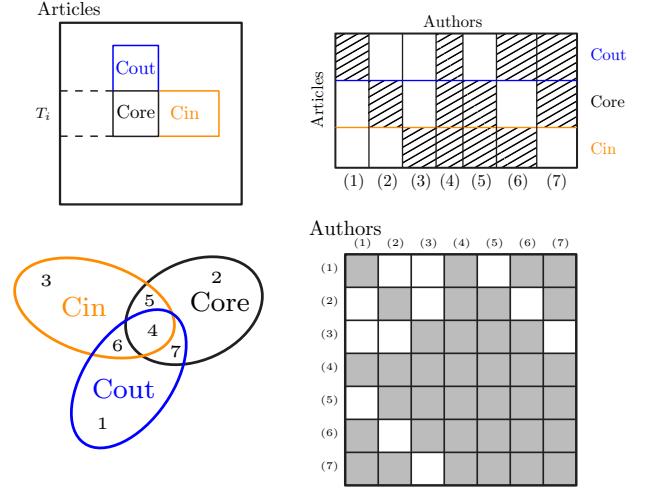 Articles
Cout
T_i
Core
Cin
Authors
Articles
Cout
Core
Cin
(1) (2) (3) (4) (5) (6) (7)
3
Cin
5
4
6
7
2
Core
Cout
1
Authors
(1) (2) (3) (4) (5) (6) (7)
(1)
(2)
(3)
(4)
(5)
(6)
(7)